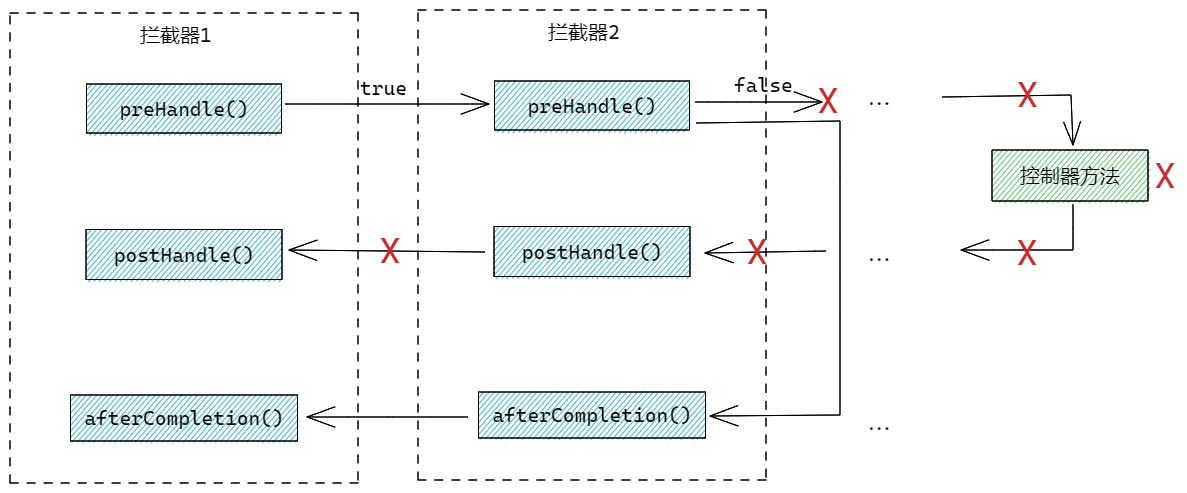 拦截器1
拦截器2
preHandle()
true
preHandle()
false
X
...
X
控制器方法
X
postHandle()
X
postHandle()
X
...
X
afterCompletion()
afterCompletion()
...